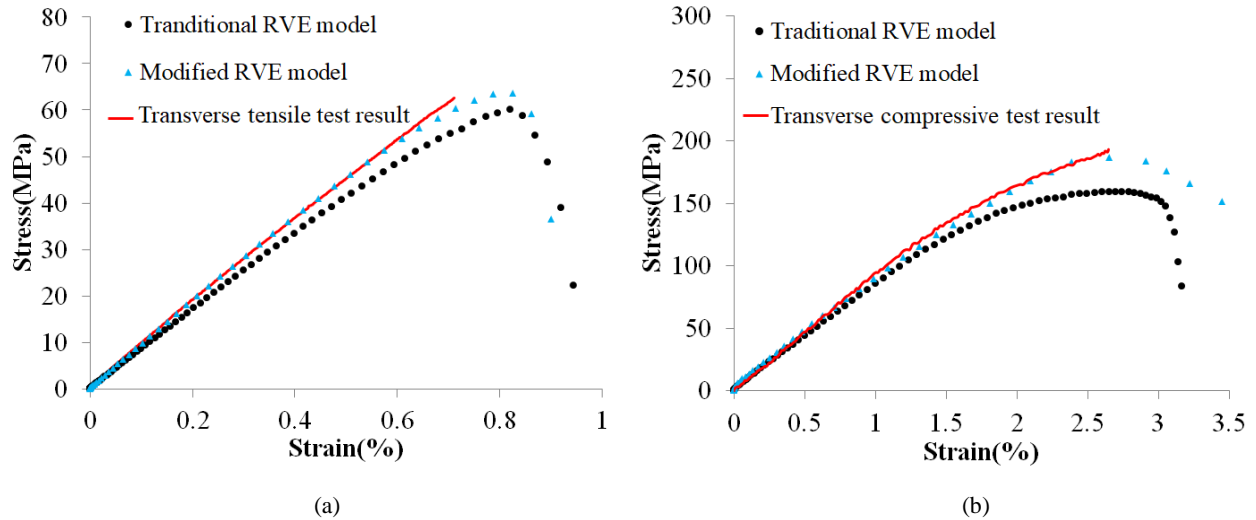 80
70
60
50
40
30
20
10
0
Stress(MPa)
Tranditional RVE model
Modified RVE model
Transverse tensile test result
0 0.2 0.4 0.6 0.8 1
Strain(%)
(a)
300
250
200
150
100
50
0
Stress(MPa)
Traditional RVE model
Modified RVE model
Transverse compressive test result
0 0.5 1 1.5 2 2.5 3 3.5
Strain(%)
(b)